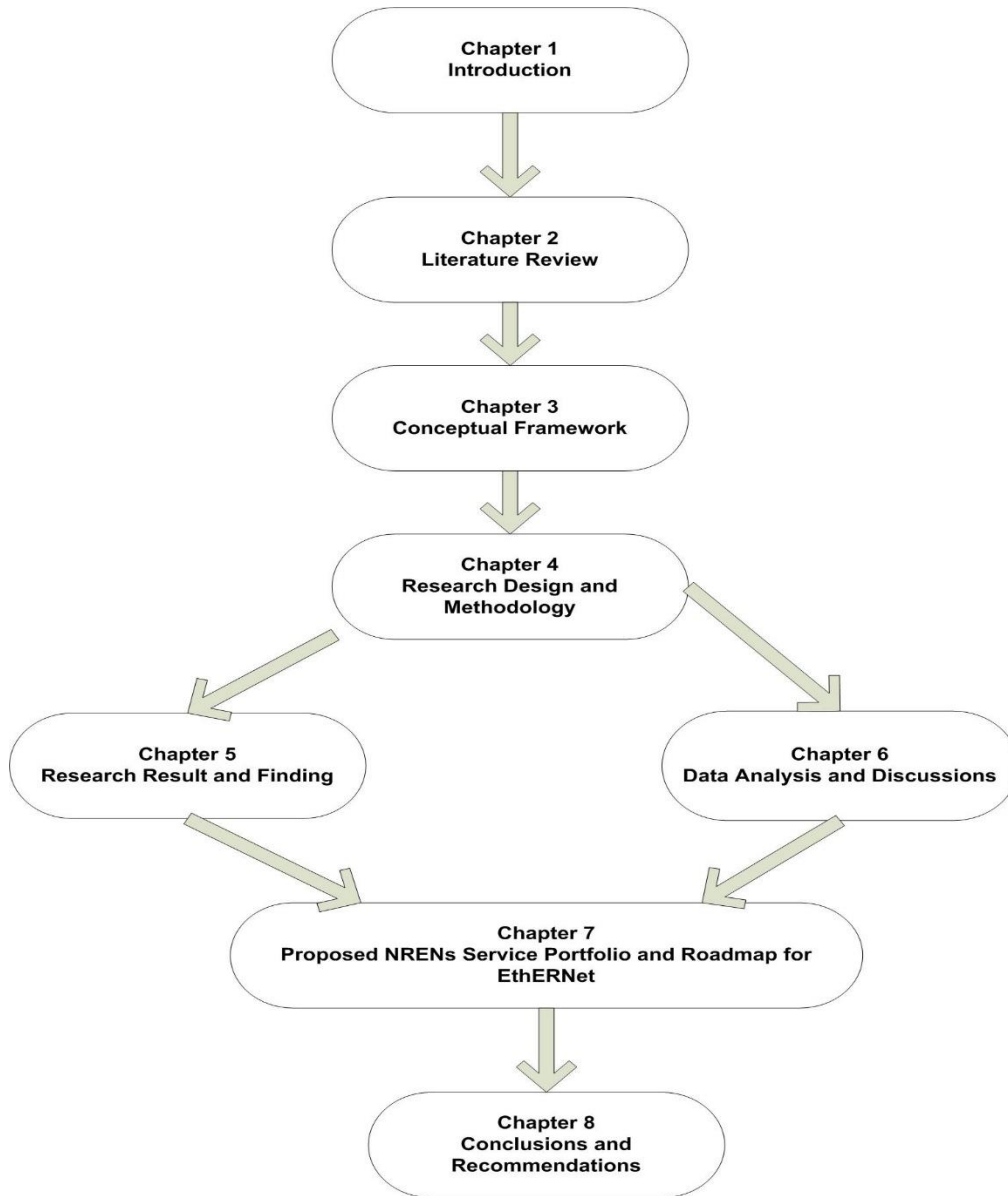 Chapter 1
Introduction
Chapter 2
Literature Review
Chapter 3
Conceptual Framework
Chapter 4
Research Design and
Methodology
Chapter 5
Research Result and Finding
Chapter 6
Data Analysis and Discussions
Chapter 7
Proposed NRENs Service Portfolio and Roadmap for
EthERNet
Chapter 8
Conclusions and
Recommendations